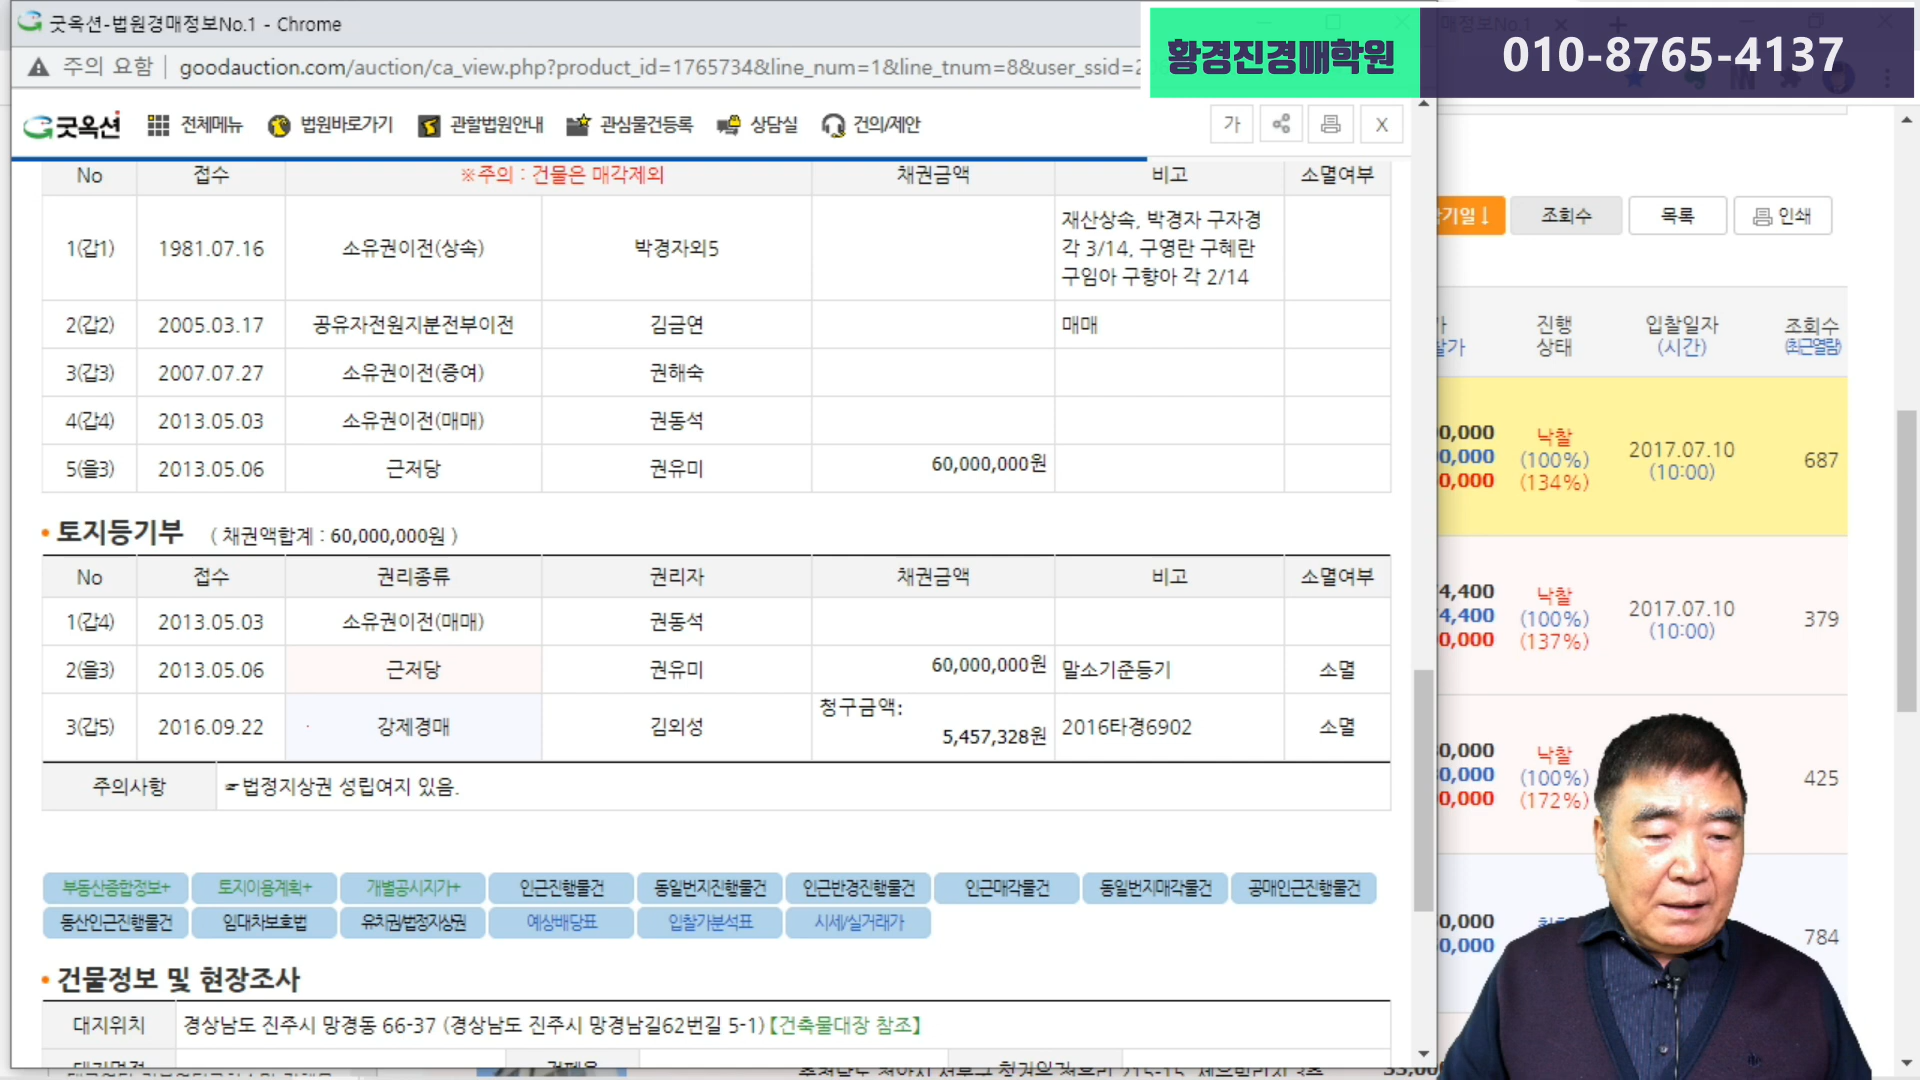 굿옥션-법원경매정보No.1 - Chrome
주의 요함 | goodauction.com/auction/ca_view.php?product_id=1765734&line_num=1&line_tnum=8&user_ssid=2
황경진경매학원
010-8765-4137
굿옥션 전체메뉴 법원바로가기 관할법원안내 관심물건등록 상담실 건의/제안 가 X
No 접수 ※주의 : 건물은 매각제외 채권금액 비고 소멸여부
1(갑1) 1981.07.16 소유권이전(상속) 박경자외5 재산상속, 박경자 구자경
각 3/14, 구영란 구혜란
구임아 구향아 각 2/14
2(갑2) 2005.03.17 공유자전원지분전부이전 김금연 매매
3(갑3) 2007.07.27 소유권이전(증여) 권해숙
4(갑4) 2013.05.03 소유권이전(매매) 권동석
5(을3) 2013.05.06 근저당 권유미 60,000,000원
• 토지등기부 ( 채권액합계 : 60,000,000원 )
No 접수 권리종류 권리자 채권금액 비고 소멸여부
1(갑4) 2013.05.03 소유권이전(매매) 권동석
2(을3) 2013.05.06 근저당 권유미 60,000,000원 말소기준등기 소멸
3(갑5) 2016.09.22 강제경매 김외성 청구금액:
5,457,328원 2016타경6902 소멸
주의사항 ☞법정지상권 성립여지 있음.
부동산종합정보+ 토지이용계획+ 개별공시지가+ 인근진행물건 동일번지진행물건 인근반경진행물건 인근매각물건 동일번지매각물건 공매인근진행물건
동산인근진행물건 임대차보호법 유치권/법정지상권 예상배당표 입찰가분석표 시세/실거래가
• 건물정보 및 현장조사
대지위치 경상남도 진주시 망경동 66-37 (경상남도 진주시 망경남길62번길 5-1)【건축물대장 참조】
각기일↓ 조회수 목록 인쇄
진행
상태
입찰일자
(시간)
조회수
(최근열람)
0,000
0,000
0,000
낙찰
(100%)
(134%)
2017.07.10
(10:00)
687
4,400
4,400
0,000
낙찰
(100%)
(137%)
2017.07.10
(10:00)
379
0,000
0,000
0,000
낙찰
(100%)
(172%)
425
0,000
0,000
784